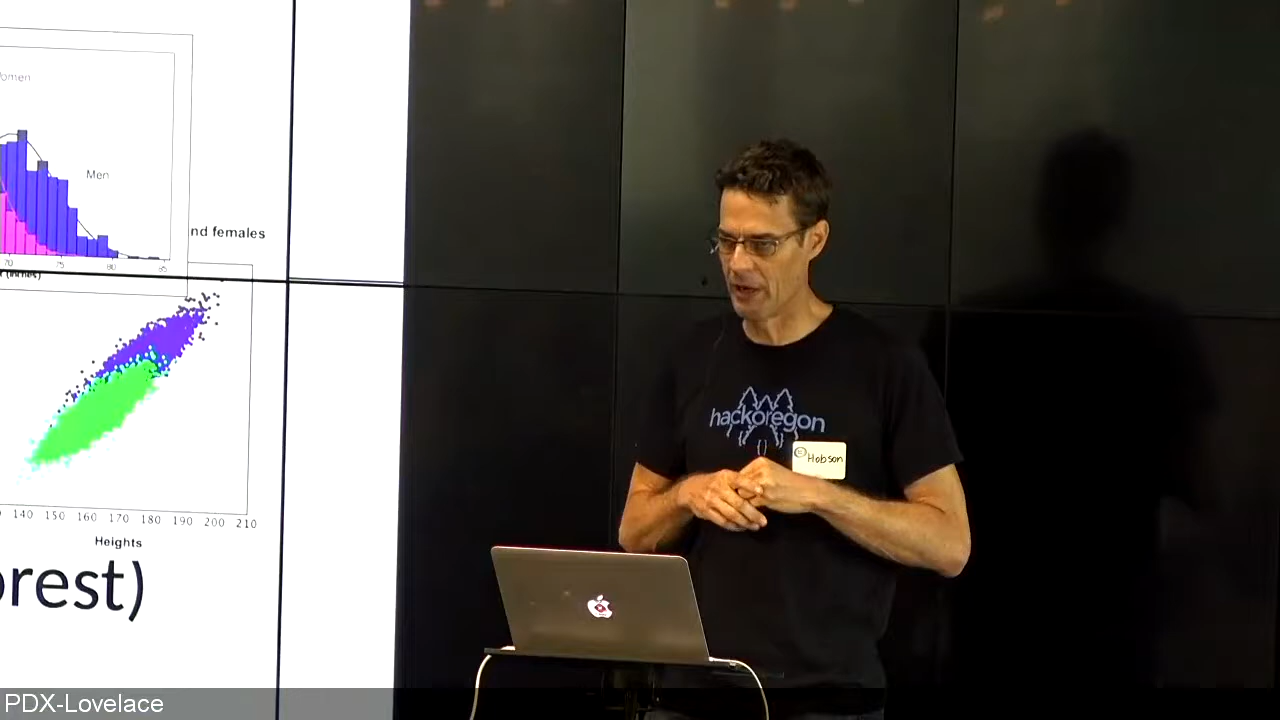 Women
Men
70 75 80 85
nd females
140 150 160 170 180 190 200 210
Heights
orest)
hackoregon
Hobson
PDX-Lovelace